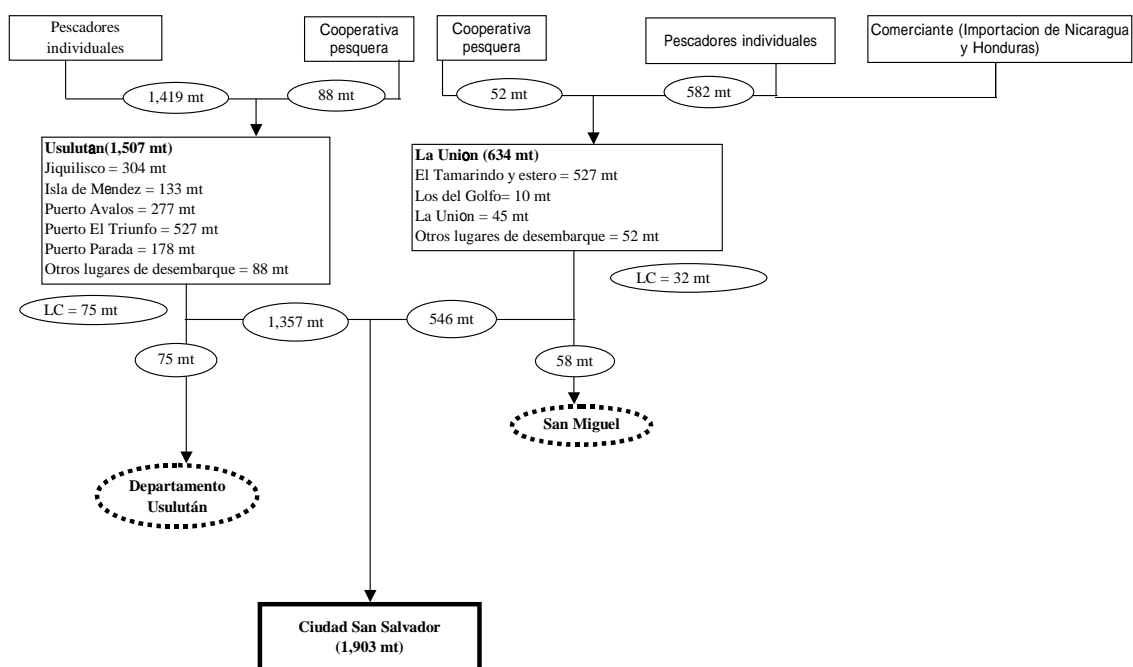 Pescadores
individuales
Cooperativa
pesquera
Cooperativa
pesquera
Pescadores individuales
Comerciante (Importacion de Nicaragua
y Honduras)
1,419 mt
88 mt
52 mt
582 mt
Usulután(1,507 mt)
Jiquilisco = 304 mt
Isla de Mendez = 133 mt
Puerto Avalos = 277 mt
Puerto El Triunfo = 527 mt
Puerto Parada = 178 mt
Otros lugares de desembarque = 88 mt
La Union (634 mt)
El Tamarindo y estero = 527 mt
Los del Golfo= 10 mt
La Union = 45 mt
Otros lugares de desembarque = 52 mt
LC = 75 mt
LC = 32 mt
1,357 mt
546 mt
75 mt
58 mt
San Miguel
Departamento
Usulután
Ciudad San Salvador
(1,903 mt)